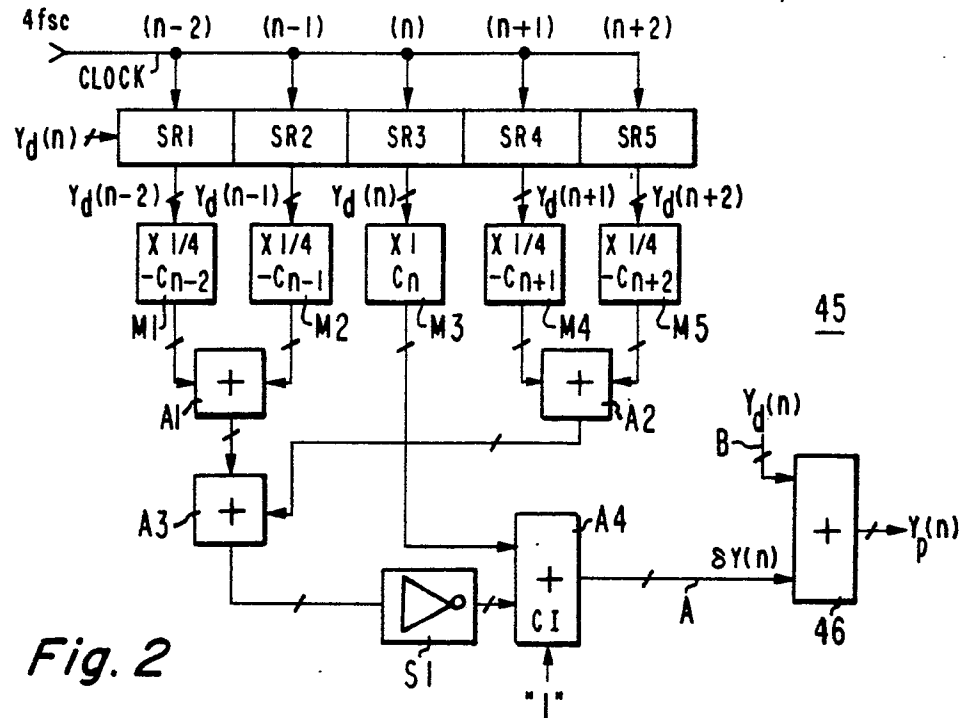 4fsc
(n-2) (n-1) (n) (n+1) (n+2)
CLOCK
Yd(n) SR1 SR2 SR3 SR4 SR5
Yd(n-2) Yd(n-1) Yd(n) Yd(n+1) Yd(n+2)
X 1/4 X 1/4 X 1 X 1/4 X 1/4
-Cn-2 -Cn-1 Cn -Cn+1 -Cn+2
M1 M2 M3 M4 M5
45
+ +
A1 A2
Yd(n)
B
A3 + A4
+ δY(n) + Yp(n)
CI A
S1 46
"1"
Fig. 2